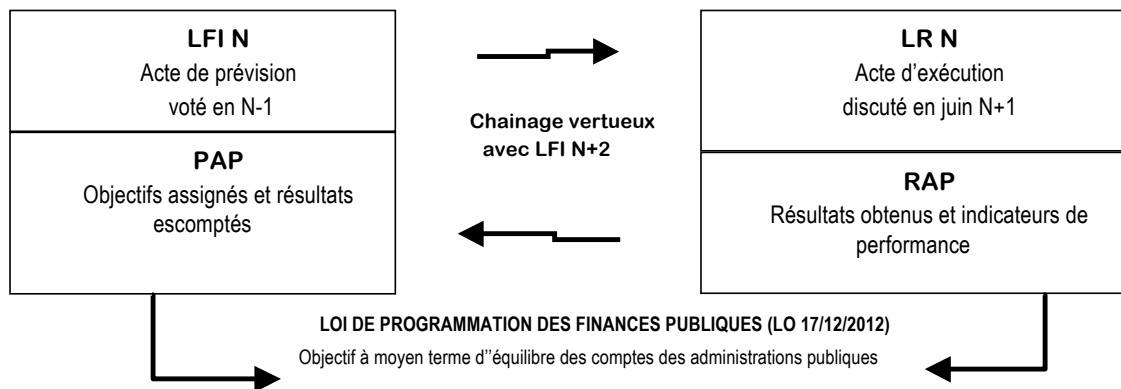 LFI N
Acte de prévision
voté en N-1
PAP
Objectifs assignés et résultats
escomptés
Chainage vertueux
avec LFI N+2
LR N
Acte d'exécution
discuté en juin N+1
RAP
Résultats obtenus et indicateurs de
performance
LOI DE PROGRAMMATION DES FINANCES PUBLIQUES (LO 17/12/2012)
Objectif à moyen terme d''équilibre des comptes des administrations publiques